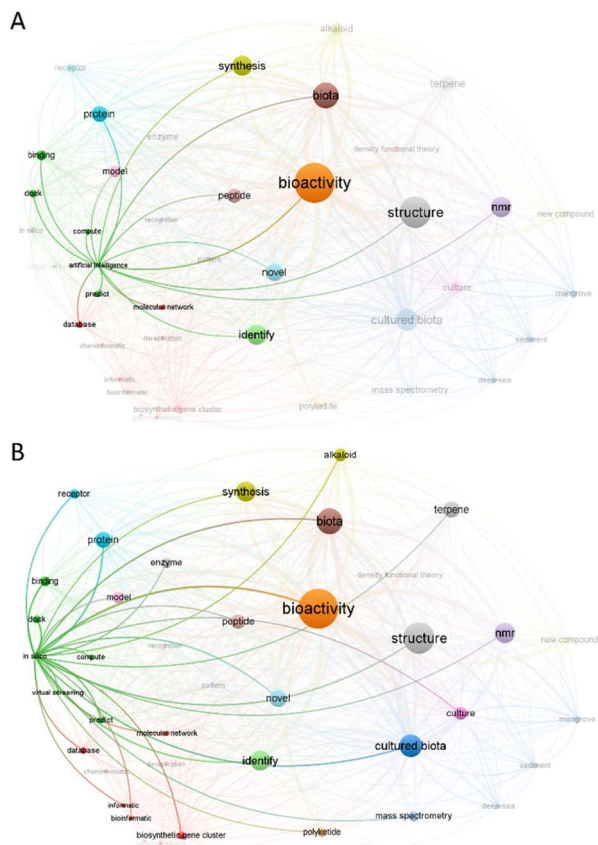 A
alkaloid
receptor
synthesis
terpene
biota
protein
enzyme
density functional theory
binding
model
bioactivity
dock
peptide
structure
nmr
recognition
new compound
in silico
compute
artificial intelligence
pattern
novel
culture
predict
mangrove
database
molecular network
cultured biota
identify
cheminformatic
dereplication
sediment
informatic
deep-sea
bioinformatic
mass spectrometry
biosynthetic gene cluster
polyketide
B
alkaloid
receptor
synthesis
terpene
biota
protein
enzyme
density functional theory
binding
model
bioactivity
dock
peptide
structure
nmr
recognition
new compound
in silico
compute
pattern
virtual screening
novel
culture
predict
mangrove
molecular network
database
cultured biota
identify
cheminformatic
dereplication
sediment
informatic
deep-sea
bioinformatic
mass spectrometry
biosynthetic gene cluster
polyketide